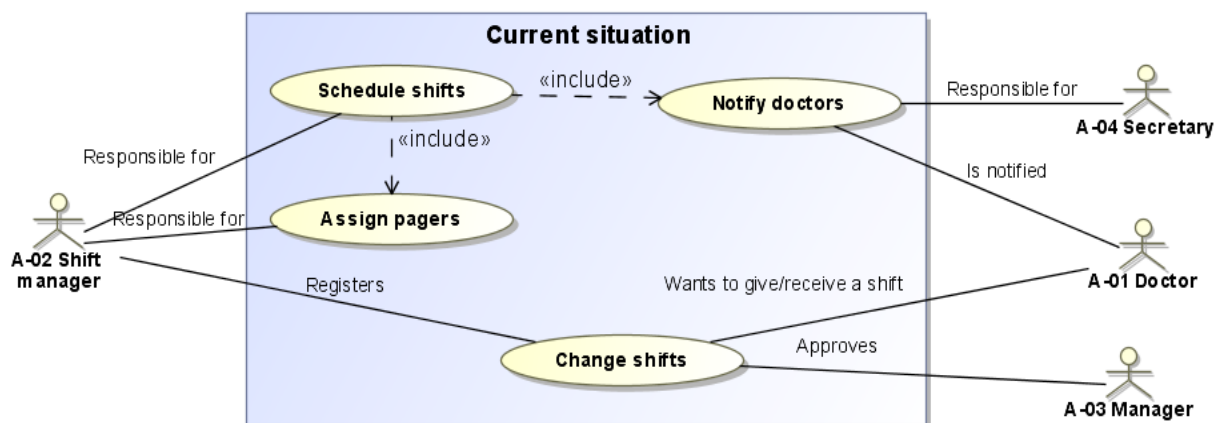 Current situation
Schedule shifts
«include»
Notify doctors
Responsible for
A-04 Secretary
«include»
Responsible for
Is notified
Responsible for
Assign pagers
A-02 Shift
manager
Registers
Wants to give/receive a shift
A-01 Doctor
Change shifts
Approves
A-03 Manager